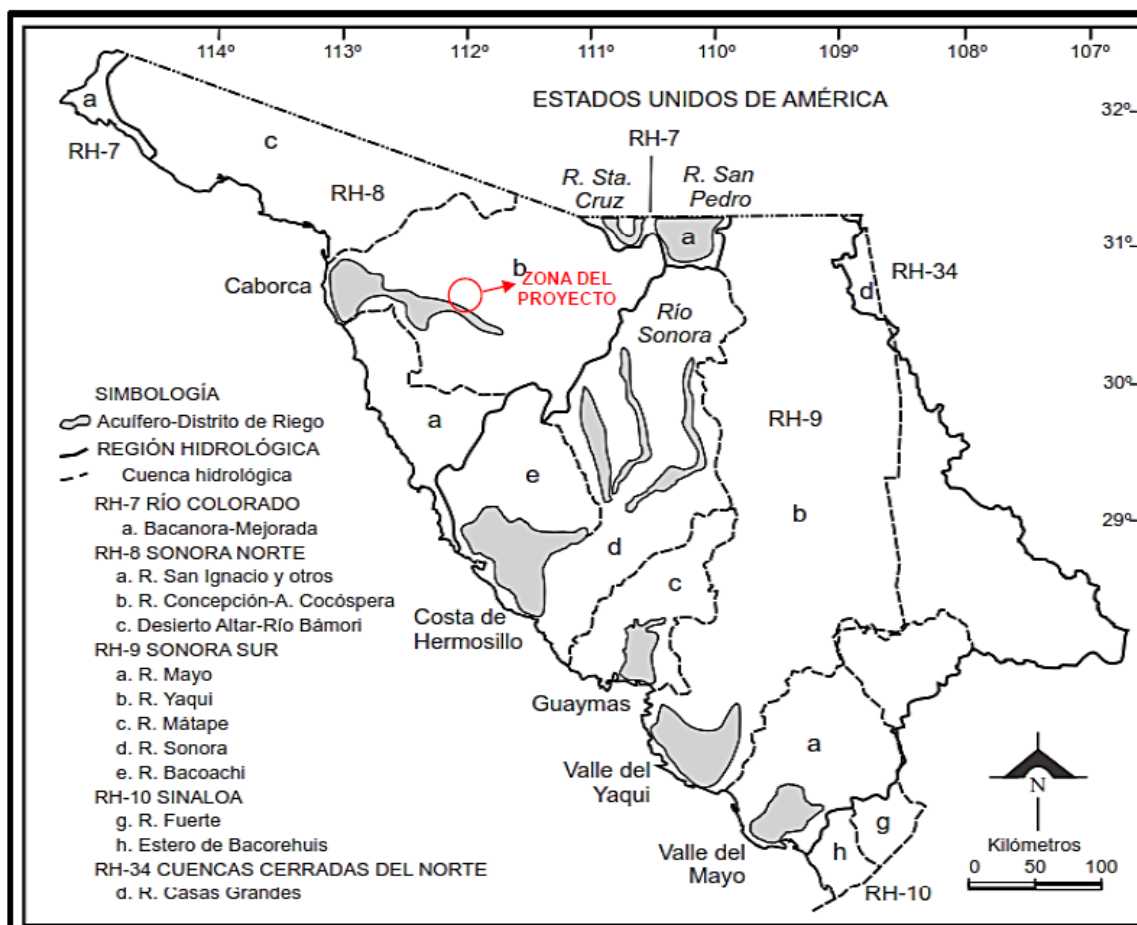 114º 113º 112º 111º 110º 109º 108º 107º
ESTADOS UNIDOS DE AMÉRICA
32º
a
RH-7
c
RH-7
R. Sta.
Cruz
R. San
Pedro
RH-8
a
31º
b
RH-34
d
Caborca
ZONA DEL
PROYECTO
Río
Sonora
30º
SIMBOLOGÍA
Acuífero-Distrito de Riego
REGIÓN HIDROLÓGICA
Cuenca hidrológica
RH-7 RÍO COLORADO
a. Bacanora-Mejorada
RH-8 SONORA NORTE
a. R. San Ignacio y otros
b. R. Concepción-A. Cocóspera
c. Desierto Altar-Río Bámori
RH-9 SONORA SUR
a. R. Mayo
b. R. Yaqui
c. R. Mátape
d. R. Sonora
e. R. Bacoachi
RH-10 SINALOA
g. R. Fuerte
h. Estero de Bacorehuis
RH-34 CUENCAS CERRADAS DEL NORTE
d. R. Casas Grandes
a
RH-9
e
b
29º
d
c
Costa de
Hermosillo
Guaymas
a
Valle del
Yaqui
N
g
Valle del
Mayo
h
RH-10
Kilómetros
0 50 100